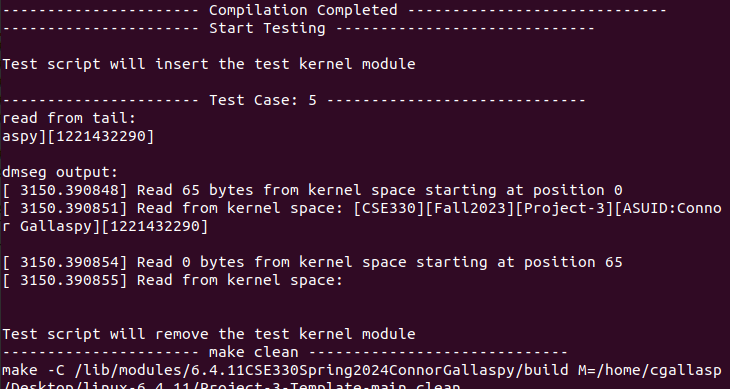 ---------------------- Compilation Completed -----------------------------
---------------------- Start Testing -----------------------------
Test script will insert the test kernel module
---------------------- Test Case: 5 -----------------------------
read from tail:
aspy][1221432290]
dmseg output:
[ 3150.390848] Read 65 bytes from kernel space starting at position 0
[ 3150.390851] Read from kernel space: [CSE330][Fall2023][Project-3][ASUID:Conno
r Gallaspy][1221432290]
[ 3150.390854] Read 0 bytes from kernel space starting at position 65
[ 3150.390855] Read from kernel space:
Test script will remove the test kernel module
---------------------- make clean -----------------------------
make -C /lib/modules/6.4.11CSE330Spring2024ConnorGallaspy/build M=/home/cgallasp
/Desktop/linux-6.4.11/Project-3-Template-main clean